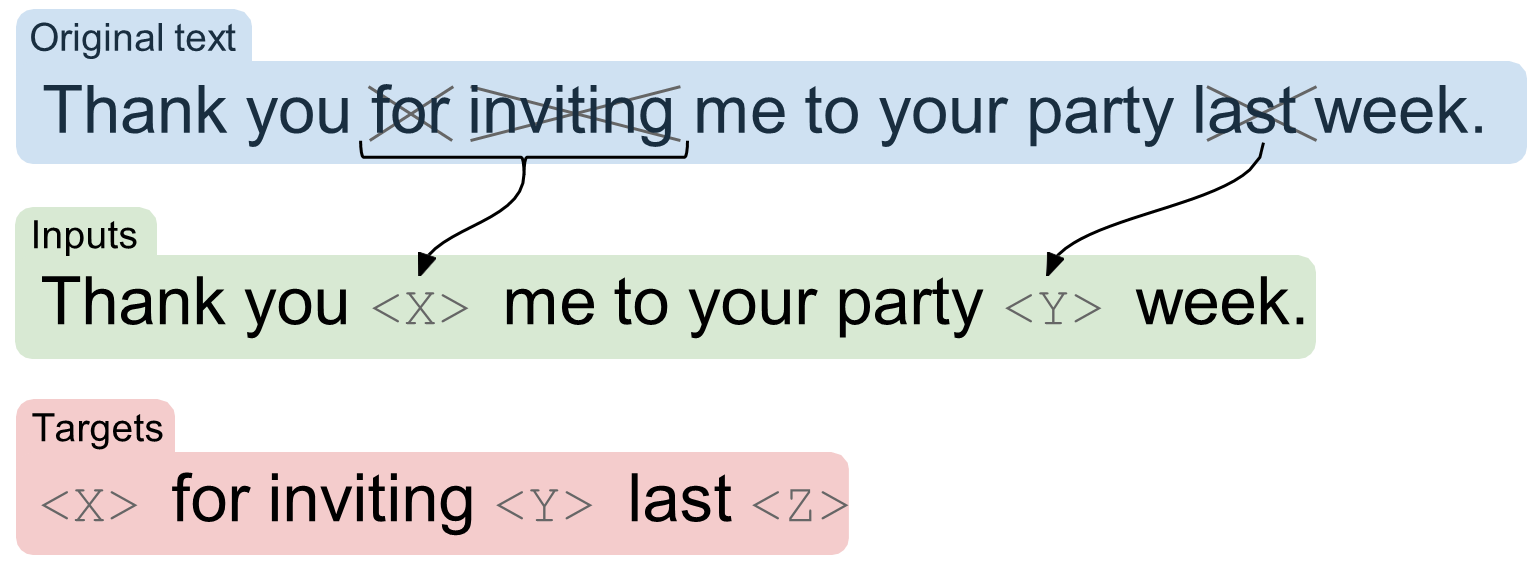 Original text
Thank you for inviting me to your party last week.
Inputs
Thank you <X> me to your party <Y> week.
Targets
<X> for inviting <Y> last <Z>